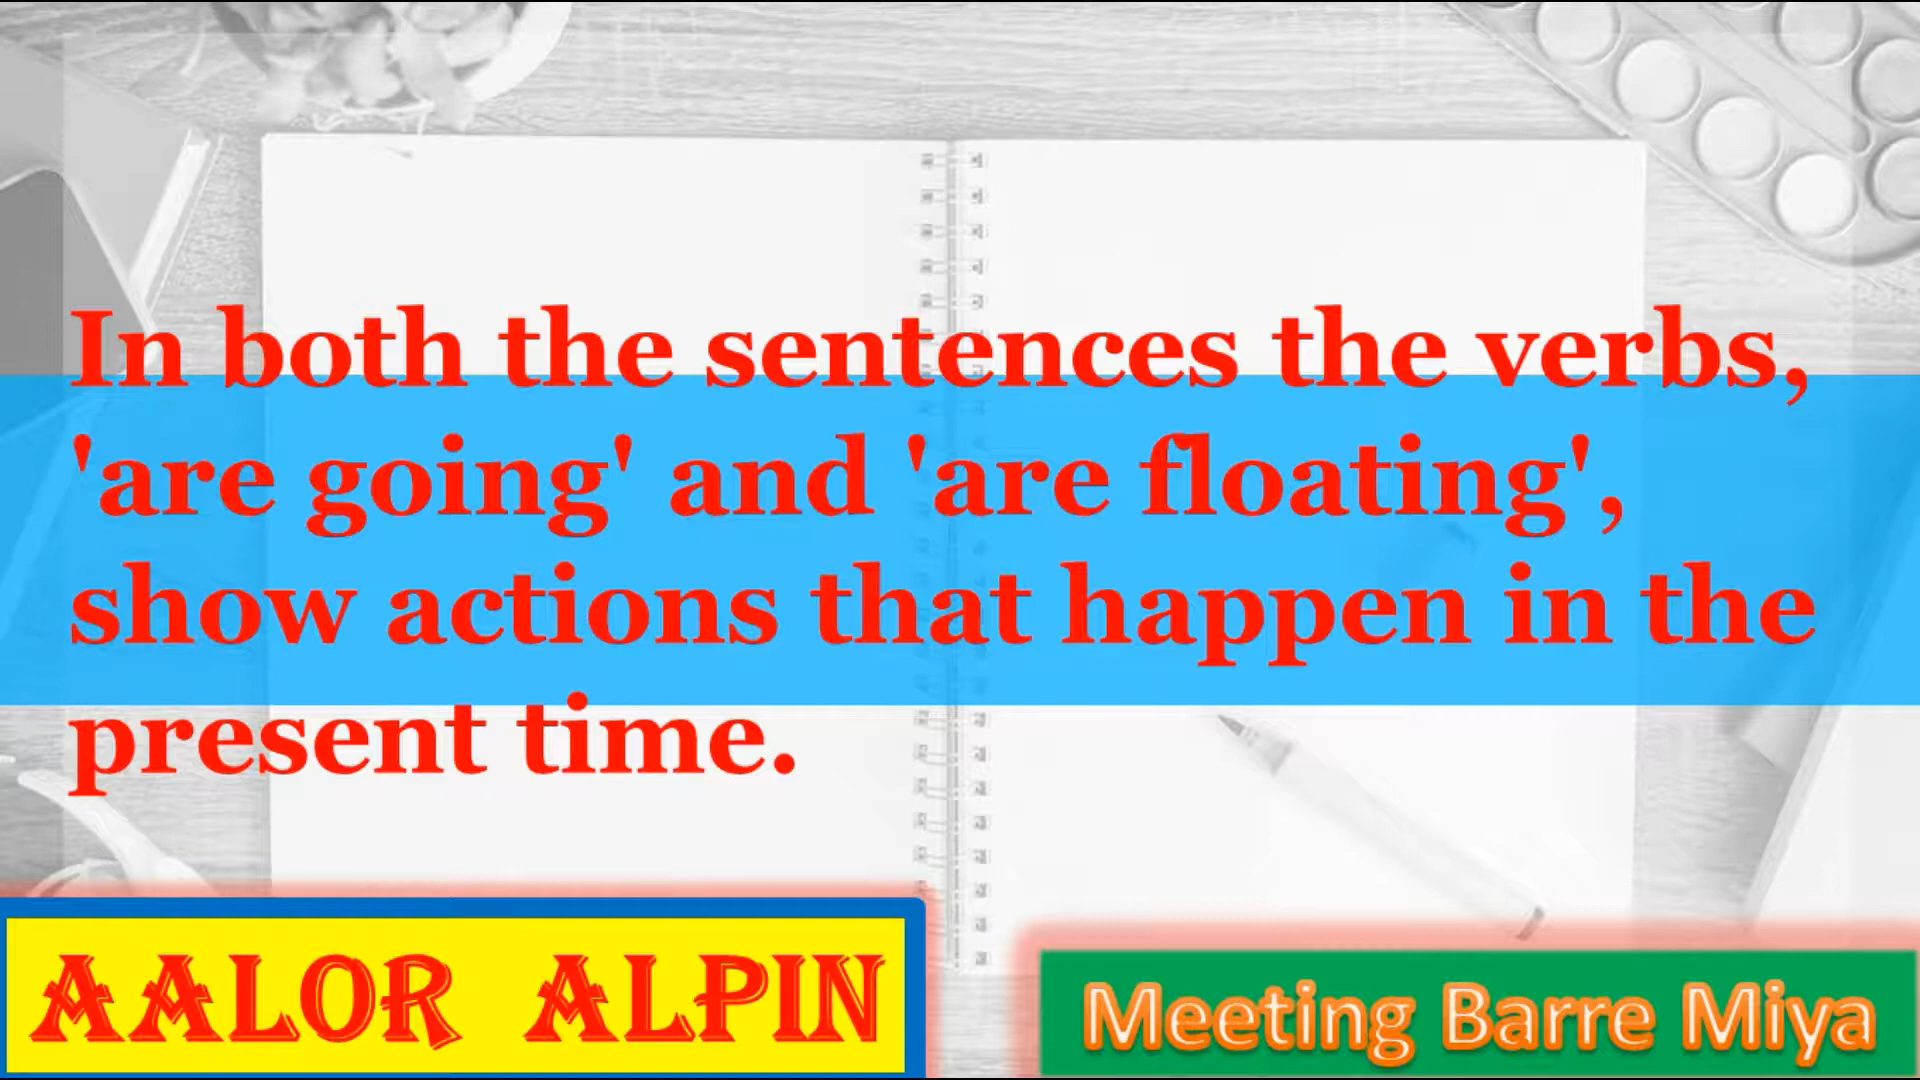 In both the sentences the verbs,
'are going' and 'are floating',
show actions that happen in the
present time.
AALOR ALPIN
Meeting Barre Miya